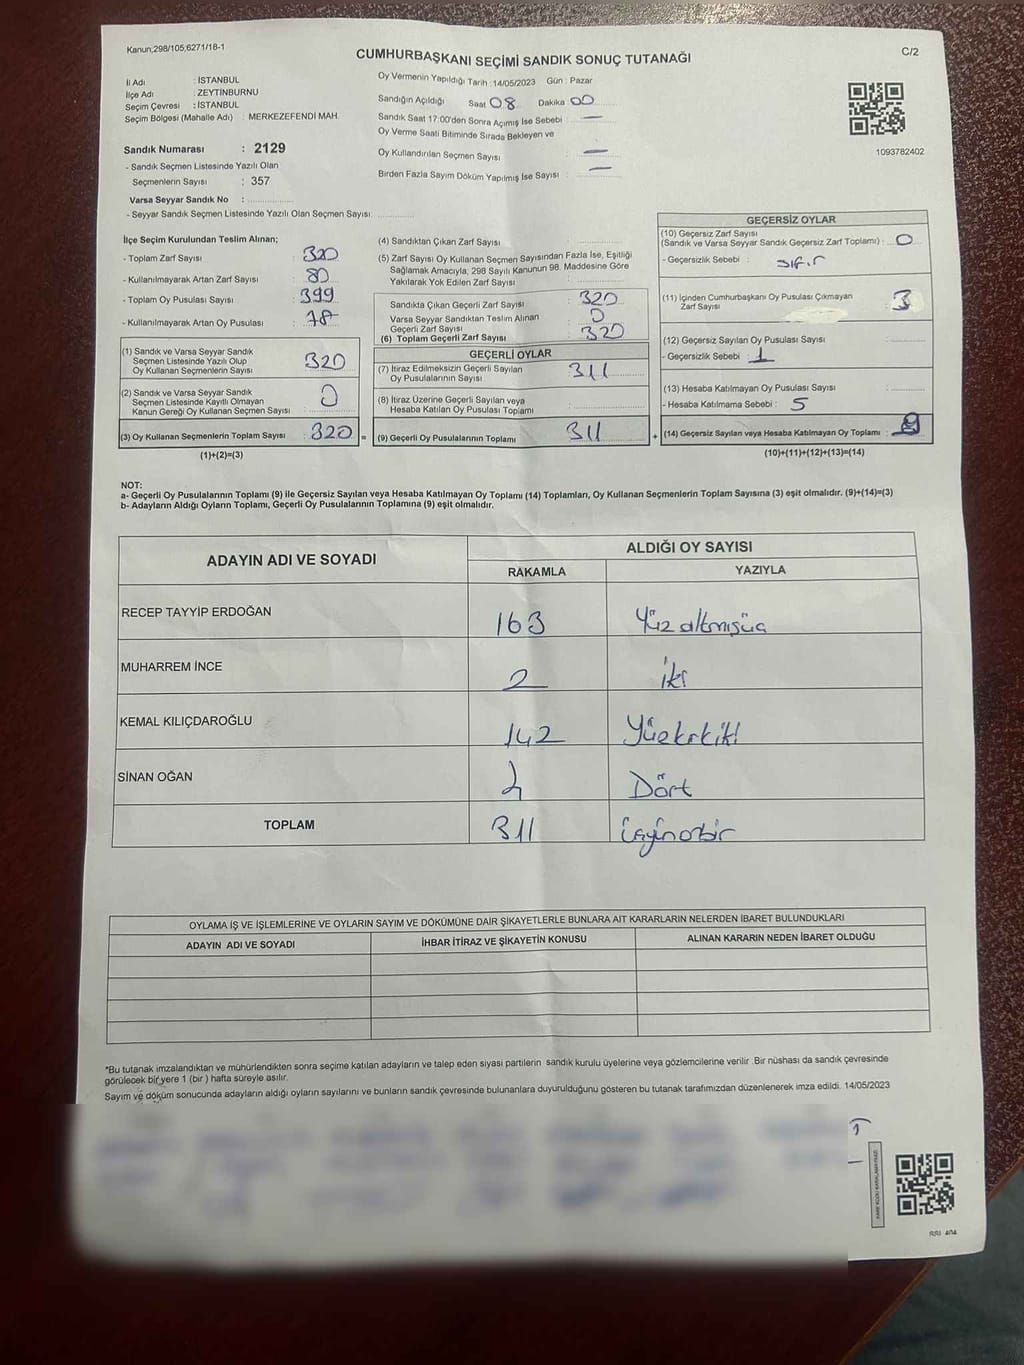 Kanun;298/105,6271/18-1
CUMHURBAŞKANI SEÇİMİ SANDIK SONUÇ TUTANAĞI
C/2
İl Adı : İSTANBUL
İlçe Adı : ZEYTİNBURNU
Seçim Çevresi : İSTANBUL
Seçim Bölgesi (Mahalle Adı) : MERKEZEFENDİ MAH.
Sandık Numarası : 2129
- Sandık Seçmen Listesinde Yazılı Olan
Seçmenlerin Sayısı : 357
Varsa Seyyar Sandık No :
- Seyyar Sandık Seçmen Listesinde Yazılı Olan Seçmen Sayısı:
Oy Vermenin Yapıldığı Tarih :14/05/2023 Gün : Pazar
Sandığın Açıldığı Saat 08 Dakika 00
Sandık Saat 17:00'den Sonra Açımış İse Sebebi : —
Oy Verme Saati Bitiminde Sırada Bekleyen ve
Oy Kullandırılan Seçmen Sayısı : —
Birden Fazla Sayım Döküm Yapılmış İse Sayısı : —
1093782402
İlçe Seçim Kurulundan Teslim Alınan;
- Toplam Zarf Sayısı : 320
- Kullanılmayarak Artan Zarf Sayısı : 80
- Toplam Oy Pusulası Sayısı : 399
- Kullanılmayarak Artan Oy Pusulası : 78
(1) Sandık ve Varsa Seyyar Sandık
Seçmen Listesinde Yazılı Olup
Oy Kullanan Seçmenlerin Sayısı : 320
(2) Sandık ve Varsa Seyyar Sandık
Seçmen Listesinde Kayıtlı Olmayan
Kanun Gereği Oy Kullanan Seçmen Sayısı : 0
(3) Oy Kullanan Seçmenlerin Toplam Sayısı : 320 =
(1)+(2)=(3)
(4) Sandıktan Çıkan Zarf Sayısı :
(5) Zarf Sayısı Oy Kullanan Seçmen Sayısından Fazla İse, Eşitliği
Sağlamak Amacıyla, 298 Sayılı Kanunun 98. Maddesine Göre
Yakılarak Yok Edilen Zarf Sayısı :
Sandıkta Çıkan Geçerli Zarf Sayısı : 320
Varsa Seyyar Sandıktan Teslim Alınan
Geçerli Zarf Sayısı : 0
(6) Toplam Geçerli Zarf Sayısı : 320
GEÇERLİ OYLAR
(7) İtiraz Edilmeksizin Geçerli Sayılan
Oy Pusulalarının Sayısı : 311
(8) İtiraz Üzerine Geçerli Sayılan veya
Hesaba Katılan Oy Pusulası Toplamı :
(9) Geçerli Oy Pusulalarının Toplamı : 311 +
GEÇERSİZ OYLAR
(10) Geçersiz Zarf Sayısı
(Sandık ve Varsa Seyyar Sandık Geçersiz Zarf Toplamı) : 0
- Geçersizlik Sebebi : sıfır
(11) İçinden Cumhurbaşkanı Oy Pusulası Çıkmayan
Zarf Sayısı : 3
(12) Geçersiz Sayılan Oy Pusulası Sayısı :
- Geçersizlik Sebebi : 1
(13) Hesaba Katılmayan Oy Pusulası Sayısı :
- Hesaba Katılmama Sebebi : 5
(14) Geçersiz Sayılan veya Hesaba Katılmayan Oy Toplamı : 9
(10)+(11)+(12)+(13)=(14)
NOT:
a- Geçerli Oy Pusulalarının Toplamı (9) ile Geçersiz Sayılan veya Hesaba Katılmayan Oy Toplamı (14) Toplamları, Oy Kullanan Seçmenlerin Toplam Sayısına (3) eşit olmalıdır. (9)+(14)=(3)
b- Adayların Aldığı Oyların Toplamı, Geçerli Oy Pusulalarının Toplamına (9) eşit olmalıdır.
ADAYIN ADI VE SOYADI
ALDIĞI OY SAYISI
RAKAMLA YAZIYLA
RECEP TAYYİP ERDOĞAN 163 Yüz altmışüç
MUHARREM İNCE 2 iki
KEMAL KILIÇDAROĞLU 142 Yüzkırkiki
SİNAN OĞAN 4 Dört
TOPLAM 311 üçyüzonbir
OYLAMA İŞ VE İŞLEMLERİNE VE OYLARIN SAYIM VE DÖKÜMÜNE DAİR ŞİKAYETLERLE BUNLARA AİT KARARLARIN NELERDEN İBARET BULUNDUKLARI
ADAYIN ADI VE SOYADI İHBAR İTİRAZ VE ŞİKAYETİN KONUSU ALINAN KARARIN NEDEN İBARET OLDUĞU
*Bu tutanak imzalandıktan ve mühürlendikten sonra seçime katılan adayların ve talep eden siyasi partilerin sandık kurulu üyelerine veya gözlemcilerine verilir .Bir nüshası da sandık çevresinde
görülecek bir yere 1 (bir ) hafta süreyle asılır.
Sayım ve döküm sonucunda adayların aldığı oyların sayılarını ve bunların sandık çevresinde bulunanlara duyurulduğunu gösteren bu tutanak tarafımızdan düzenlenerek imza edildi. 14/05/2023